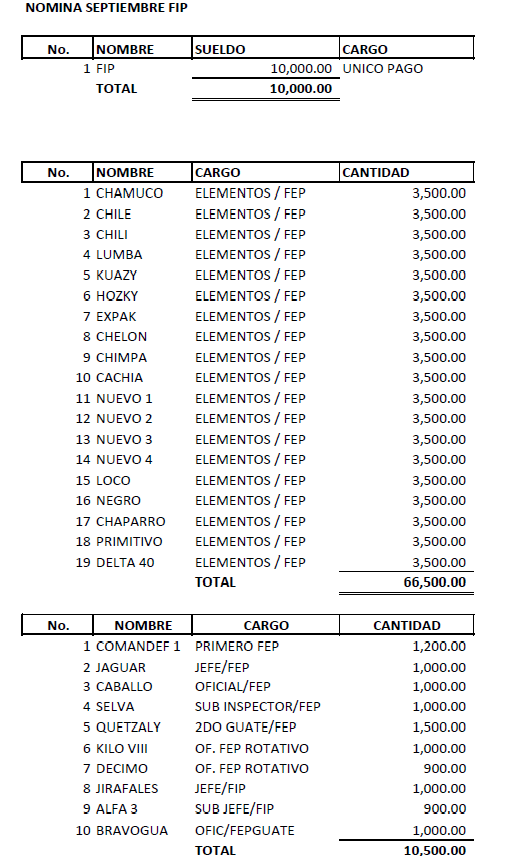 NOMINA SEPTIEMBRE FIP
No. NOMBRE SUELDO CARGO
1 FIP 10,000.00 UNICO PAGO
TOTAL 10,000.00
No. NOMBRE CARGO CANTIDAD
1 CHAMUCO ELEMENTOS / FEP 3,500.00
2 CHILE ELEMENTOS / FEP 3,500.00
3 CHILI ELEMENTOS / FEP 3,500.00
4 LUMBA ELEMENTOS / FEP 3,500.00
5 KUAZY ELEMENTOS / FEP 3,500.00
6 HOZKY ELEMENTOS / FEP 3,500.00
7 EXPAK ELEMENTOS / FEP 3,500.00
8 CHELON ELEMENTOS / FEP 3,500.00
9 CHIMPA ELEMENTOS / FEP 3,500.00
10 CACHIA ELEMENTOS / FEP 3,500.00
11 NUEVO 1 ELEMENTOS / FEP 3,500.00
12 NUEVO 2 ELEMENTOS / FEP 3,500.00
13 NUEVO 3 ELEMENTOS / FEP 3,500.00
14 NUEVO 4 ELEMENTOS / FEP 3,500.00
15 LOCO ELEMENTOS / FEP 3,500.00
16 NEGRO ELEMENTOS / FEP 3,500.00
17 CHAPARRO ELEMENTOS / FEP 3,500.00
18 PRIMITIVO ELEMENTOS / FEP 3,500.00
19 DELTA 40 ELEMENTOS / FEP 3,500.00
TOTAL 66,500.00
No. NOMBRE CARGO CANTIDAD
1 COMANDEF 1 PRIMERO FEP 1,200.00
2 JAGUAR JEFE/FEP 1,000.00
3 CABALLO OFICIAL/FEP 1,000.00
4 SELVA SUB INSPECTOR/FEP 1,000.00
5 QUETZALY 2DO GUATE/FEP 1,500.00
6 KILO VIII OF. FEP ROTATIVO 1,000.00
7 DECIMO OF. FEP ROTATIVO 900.00
8 JIRAFALES JEFE/FIP 1,000.00
9 ALFA 3 SUB JEFE/FIP 900.00
10 BRAVOGUA OFIC/FEPGUATE 1,000.00
TOTAL 10,500.00